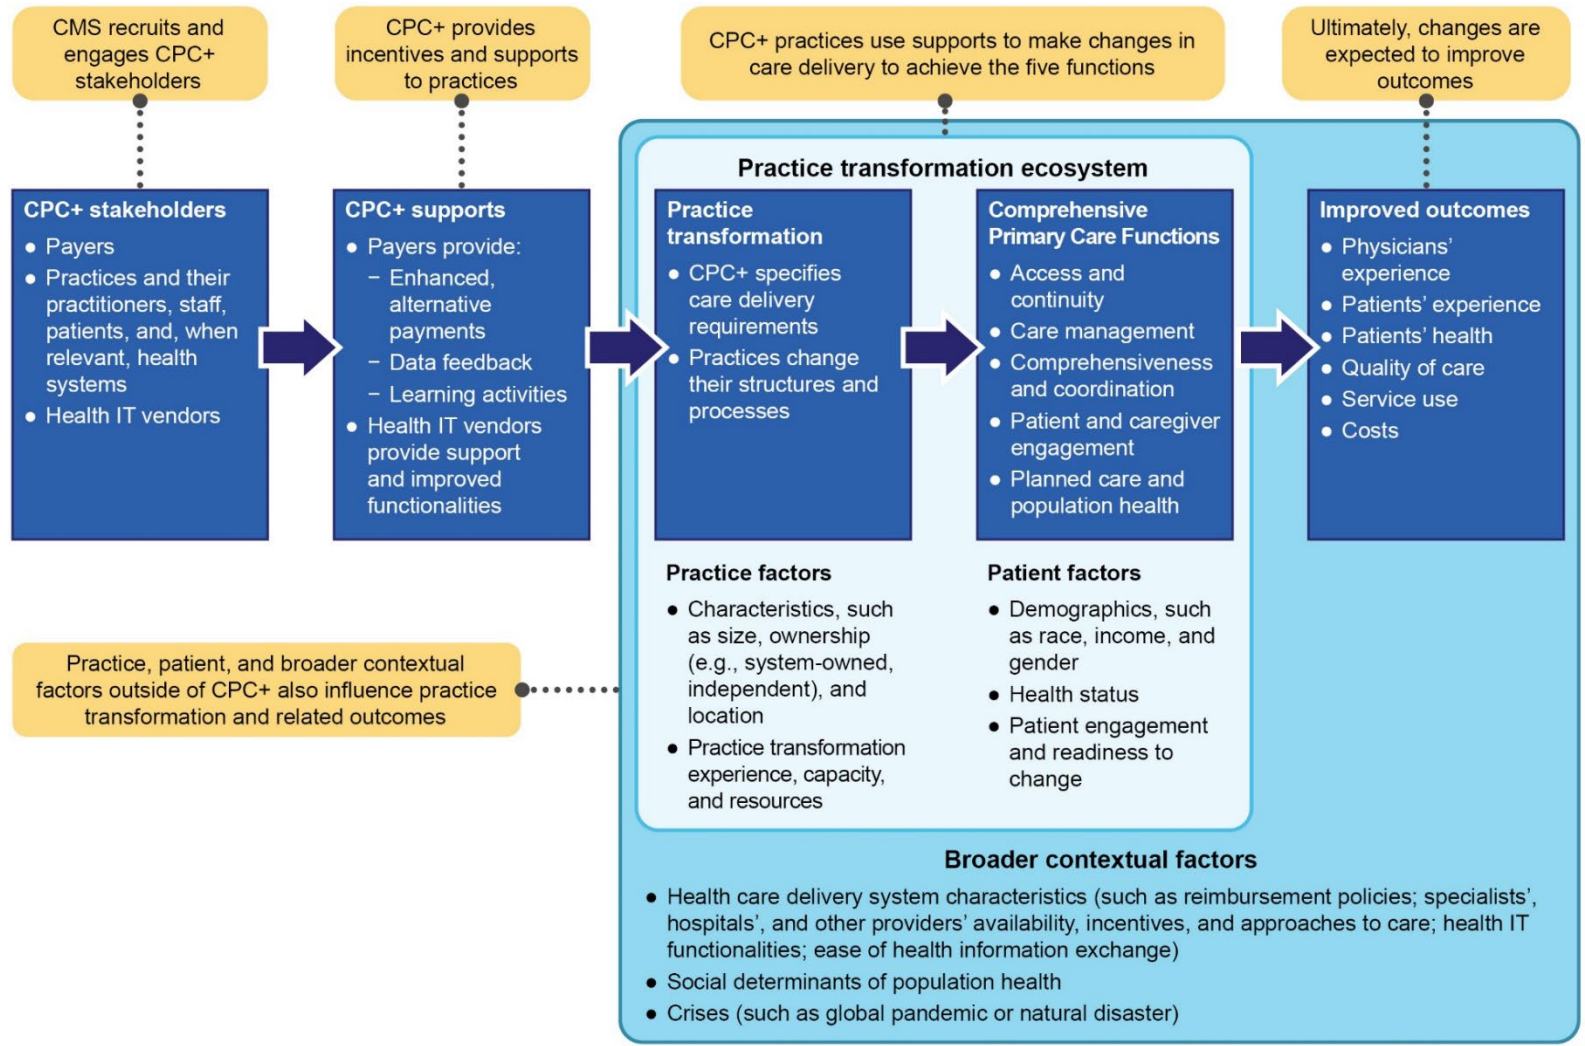 CMS recruits and
engages CPC+
stakeholders
CPC+ provides
incentives and supports
to practices
CPC+ practices use supports to make changes in
care delivery to achieve the five functions
Ultimately, changes are
expected to improve
outcomes
Practice transformation ecosystem
CPC+ stakeholders
● Payers
● Practices and their
practitioners, staff,
patients, and, when
relevant, health
systems
● Health IT vendors
CPC+ supports
● Payers provide:
− Enhanced,
alternative
payments
− Data feedback
− Learning activities
● Health IT vendors
provide support
and improved
functionalities
Practice
transformation
● CPC+ specifies
care delivery
requirements
● Practices change
their structures and
processes
Comprehensive
Primary Care Functions
● Access and
continuity
● Care management
● Comprehensiveness
and coordination
● Patient and caregiver
engagement
● Planned care and
population health
Improved outcomes
● Physicians’
experience
● Patients’ experience
● Patients’ health
● Quality of care
● Service use
● Costs
Practice factors
● Characteristics, such
as size, ownership
(e.g., system-owned,
independent), and
location
● Practice transformation
experience, capacity,
and resources
Patient factors
● Demographics, such
as race, income, and
gender
● Health status
● Patient engagement
and readiness to
change
Practice, patient, and broader contextual
factors outside of CPC+ also influence practice
transformation and related outcomes
Broader contextual factors
● Health care delivery system characteristics (such as reimbursement policies; specialists’,
hospitals’, and other providers’ availability, incentives, and approaches to care; health IT
functionalities; ease of health information exchange)
● Social determinants of population health
● Crises (such as global pandemic or natural disaster)